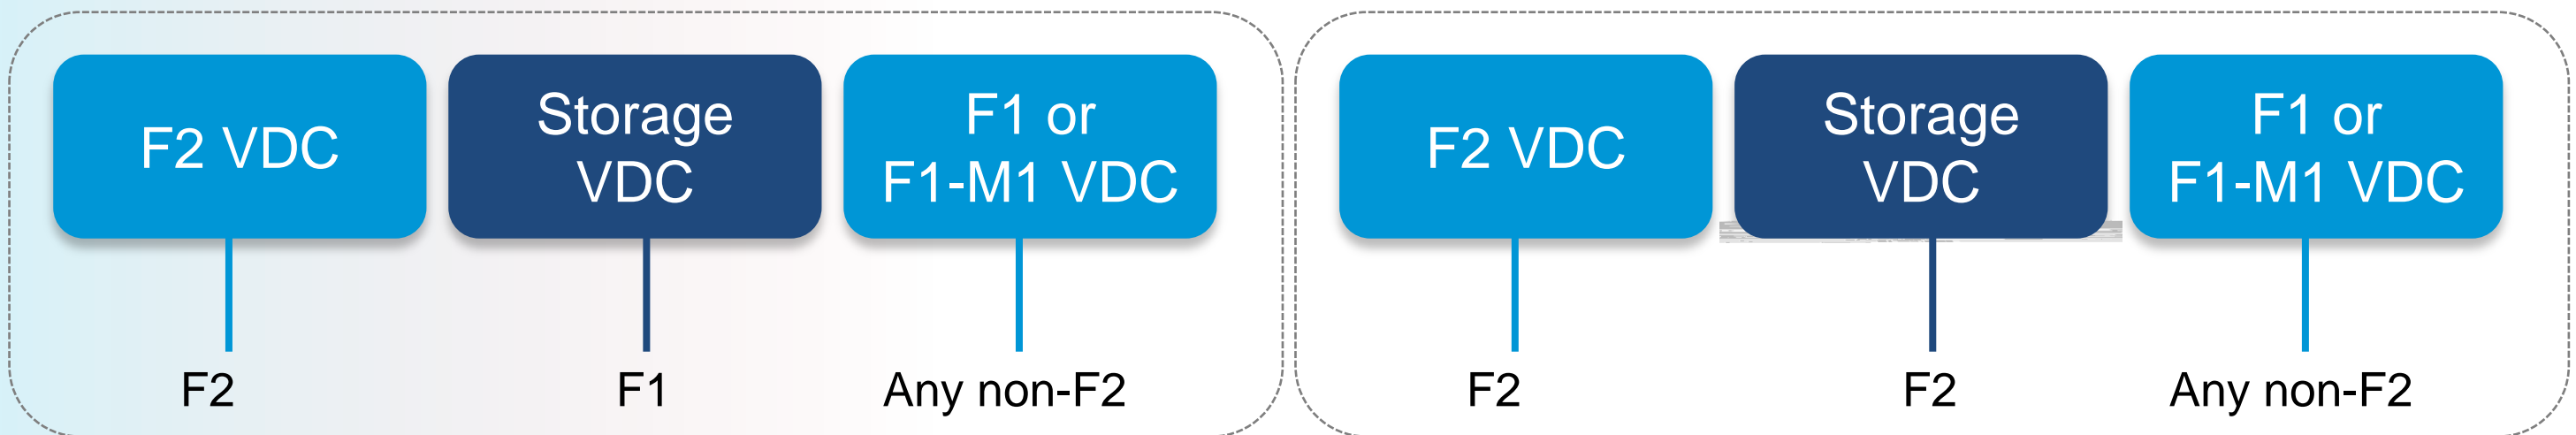 F2 VDC
Storage
VDC
F1 or
F1-M1 VDC
F2
F1
Any non-F2
F2 VDC
Storage
VDC
F1 or
F1-M1 VDC
F2
F2
Any non-F2